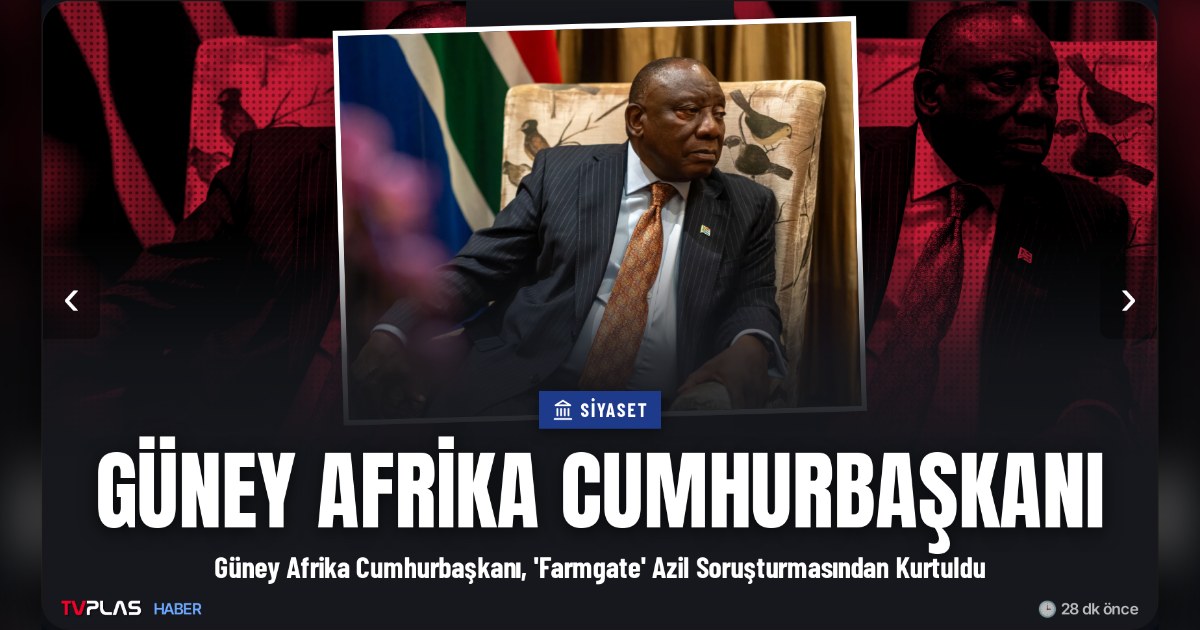 SİYASET
GÜNEY AFRİKA CUMHURBAŞKANI
Güney Afrika Cumhurbaşkanı, 'Farmgate' Azil Soruşturmasından Kurtuldu
TVPLAS HABER
28 dk önce